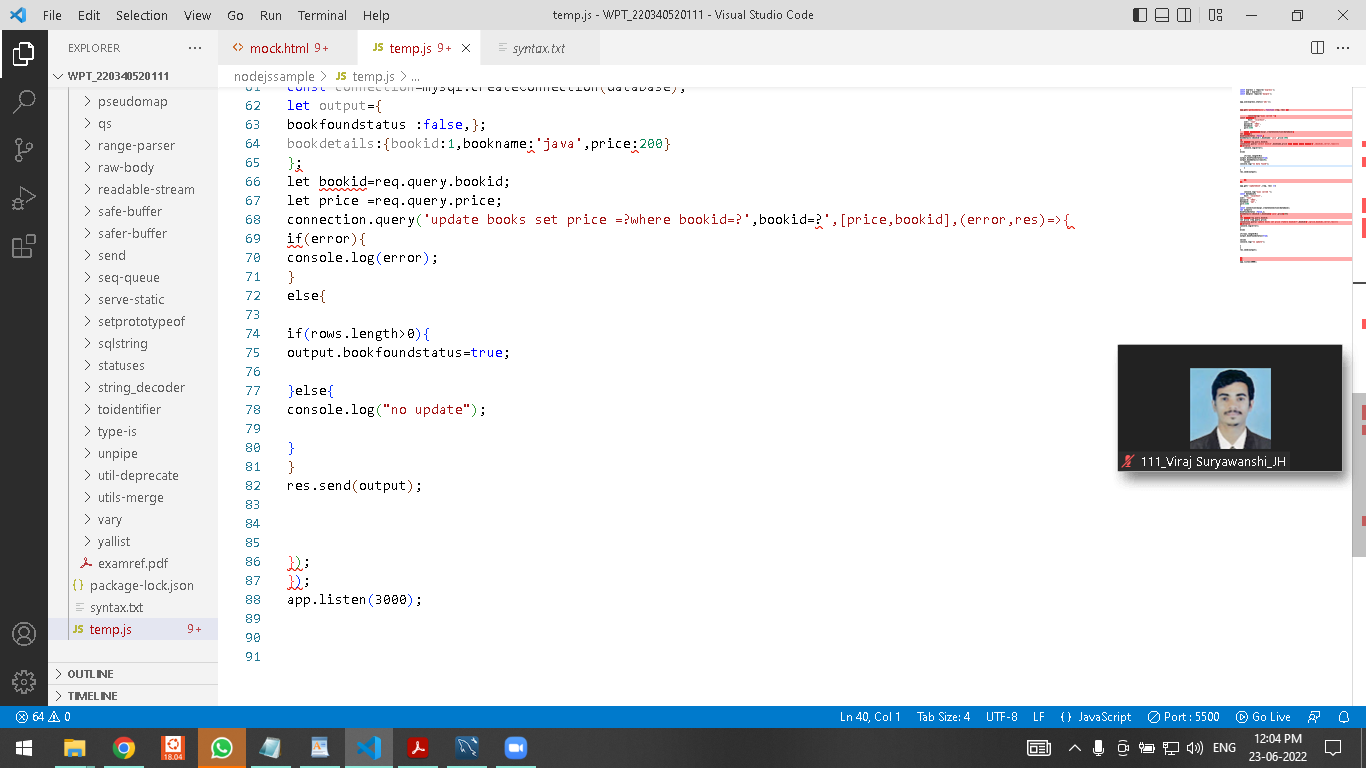 File Edit Selection View Go Run Terminal Help
temp.js - WPT_220340520111 - Visual Studio Code
EXPLORER
mock.html 9+
JS temp.js 9+
syntax.txt
WPT_220340520111
nodejssample > JS temp.js > ...
pseudomap
qs
range-parser
raw-body
readable-stream
safe-buffer
safer-buffer
send
seq-queue
serve-static
setprototypeof
sqlstring
statuses
string_decoder
toidentifier
type-is
unpipe
util-deprecate
utils-merge
vary
yallist
examref.pdf
package-lock.json
syntax.txt
JS temp.js 9+
OUTLINE
TIMELINE
61 const connection=mysql.createConnection(database);
62 let output={
63 bookfoundstatus :false,};
64 bookdetails:{bookid:1,bookname:'java',price:200}
65 };
66 let bookid=req.query.bookid;
67 let price =req.query.price;
68 connection.query('update books set price =?where bookid=?',bookid=?',[price,bookid],(error,res)=>{
69 if(error){
70 console.log(error);
71 }
72 else{
73
74 if(rows.length>0){
75 output.bookfoundstatus=true;
76
77 }else{
78 console.log("no update");
79
80 }
81 }
82 res.send(output);
83
84
85
86 });
87 });
88 app.listen(3000);
89
90
91
111_Viraj Suryawanshi_JH
64 0
Ln 40, Col 1 Tab Size: 4 UTF-8 LF {} JavaScript Port : 5500 Go Live
18.04
ENG
12:04 PM
23-06-2022